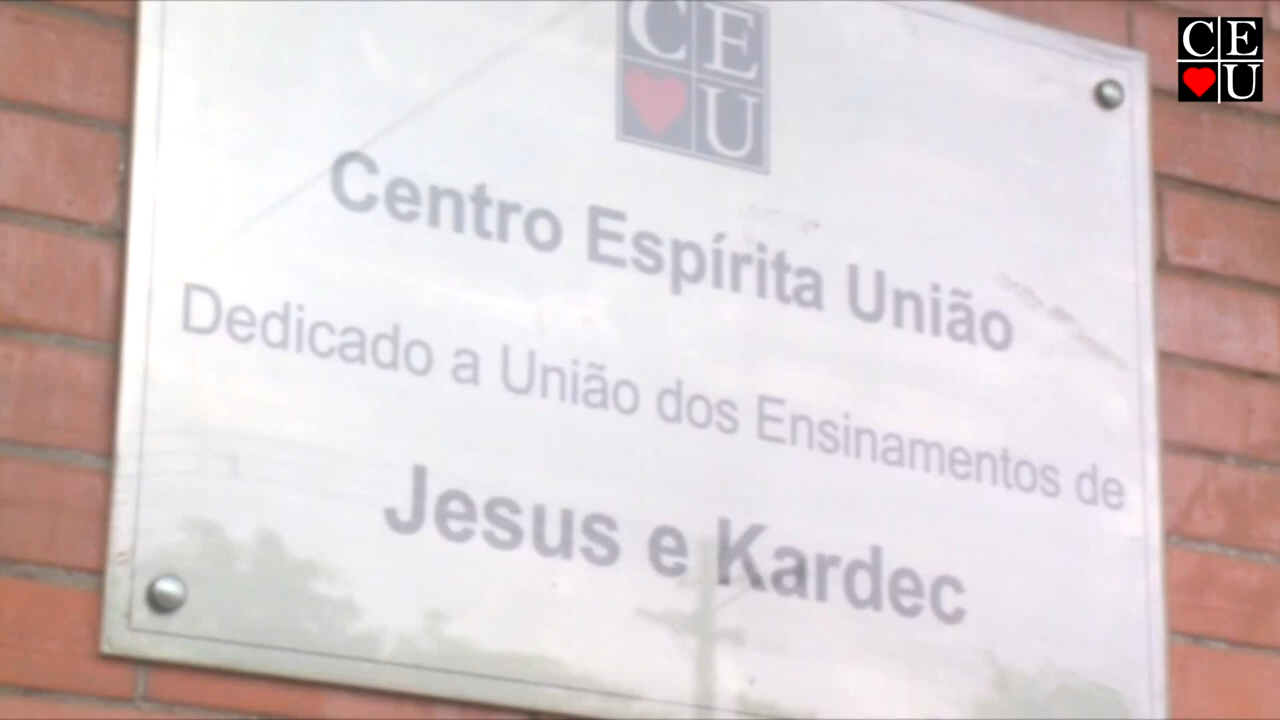 CE
U
CE
U
Centro Espírita União
Dedicado a União dos Ensinamentos de
Jesus e Kardec